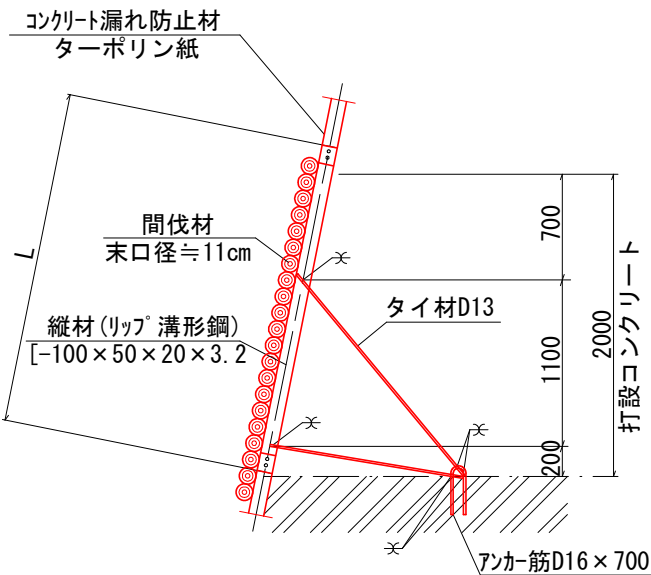 コンクリート漏れ防止材
ターポリン紙
L
間伐材
末口径≒11cm
縦材(リップ溝形鋼)
[-100×50×20×3.2
タイ材D13
700
1100
200
2000
打設コンクリート
アンカー筋D16×700